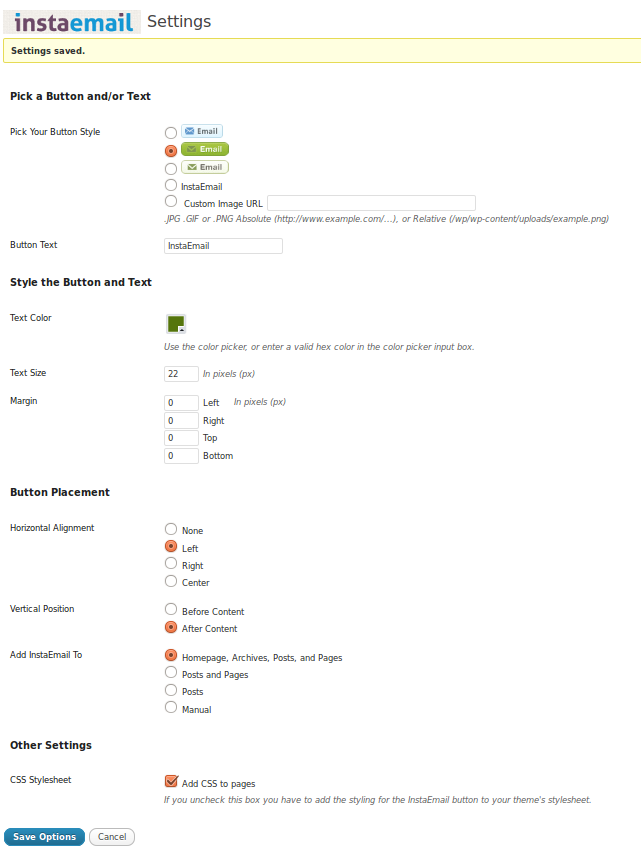 instaemail Settings
Settings saved.
Pick a Button and/or Text
Pick Your Button Style
Email
Email
Email
InstaEmail
Custom Image URL
.JPG .GIF or .PNG Absolute (http://www.example.com/...), or Relative (/wp/wp-content/uploads/example.png)
Button Text InstaEmail
Style the Button and Text
Text Color
Use the color picker, or enter a valid hex color in the color picker input box.
Text Size 22 In pixels (px)
Margin 0 Left In pixels (px)
0 Right
0 Top
0 Bottom
Button Placement
Horizontal Alignment None
Left
Right
Center
Vertical Position Before Content
After Content
Add InstaEmail To Homepage, Archives, Posts, and Pages
Posts and Pages
Posts
Manual
Other Settings
CSS Stylesheet Add CSS to pages
If you uncheck this box you have to add the styling for the InstaEmail button to your theme's stylesheet.
Save Options Cancel